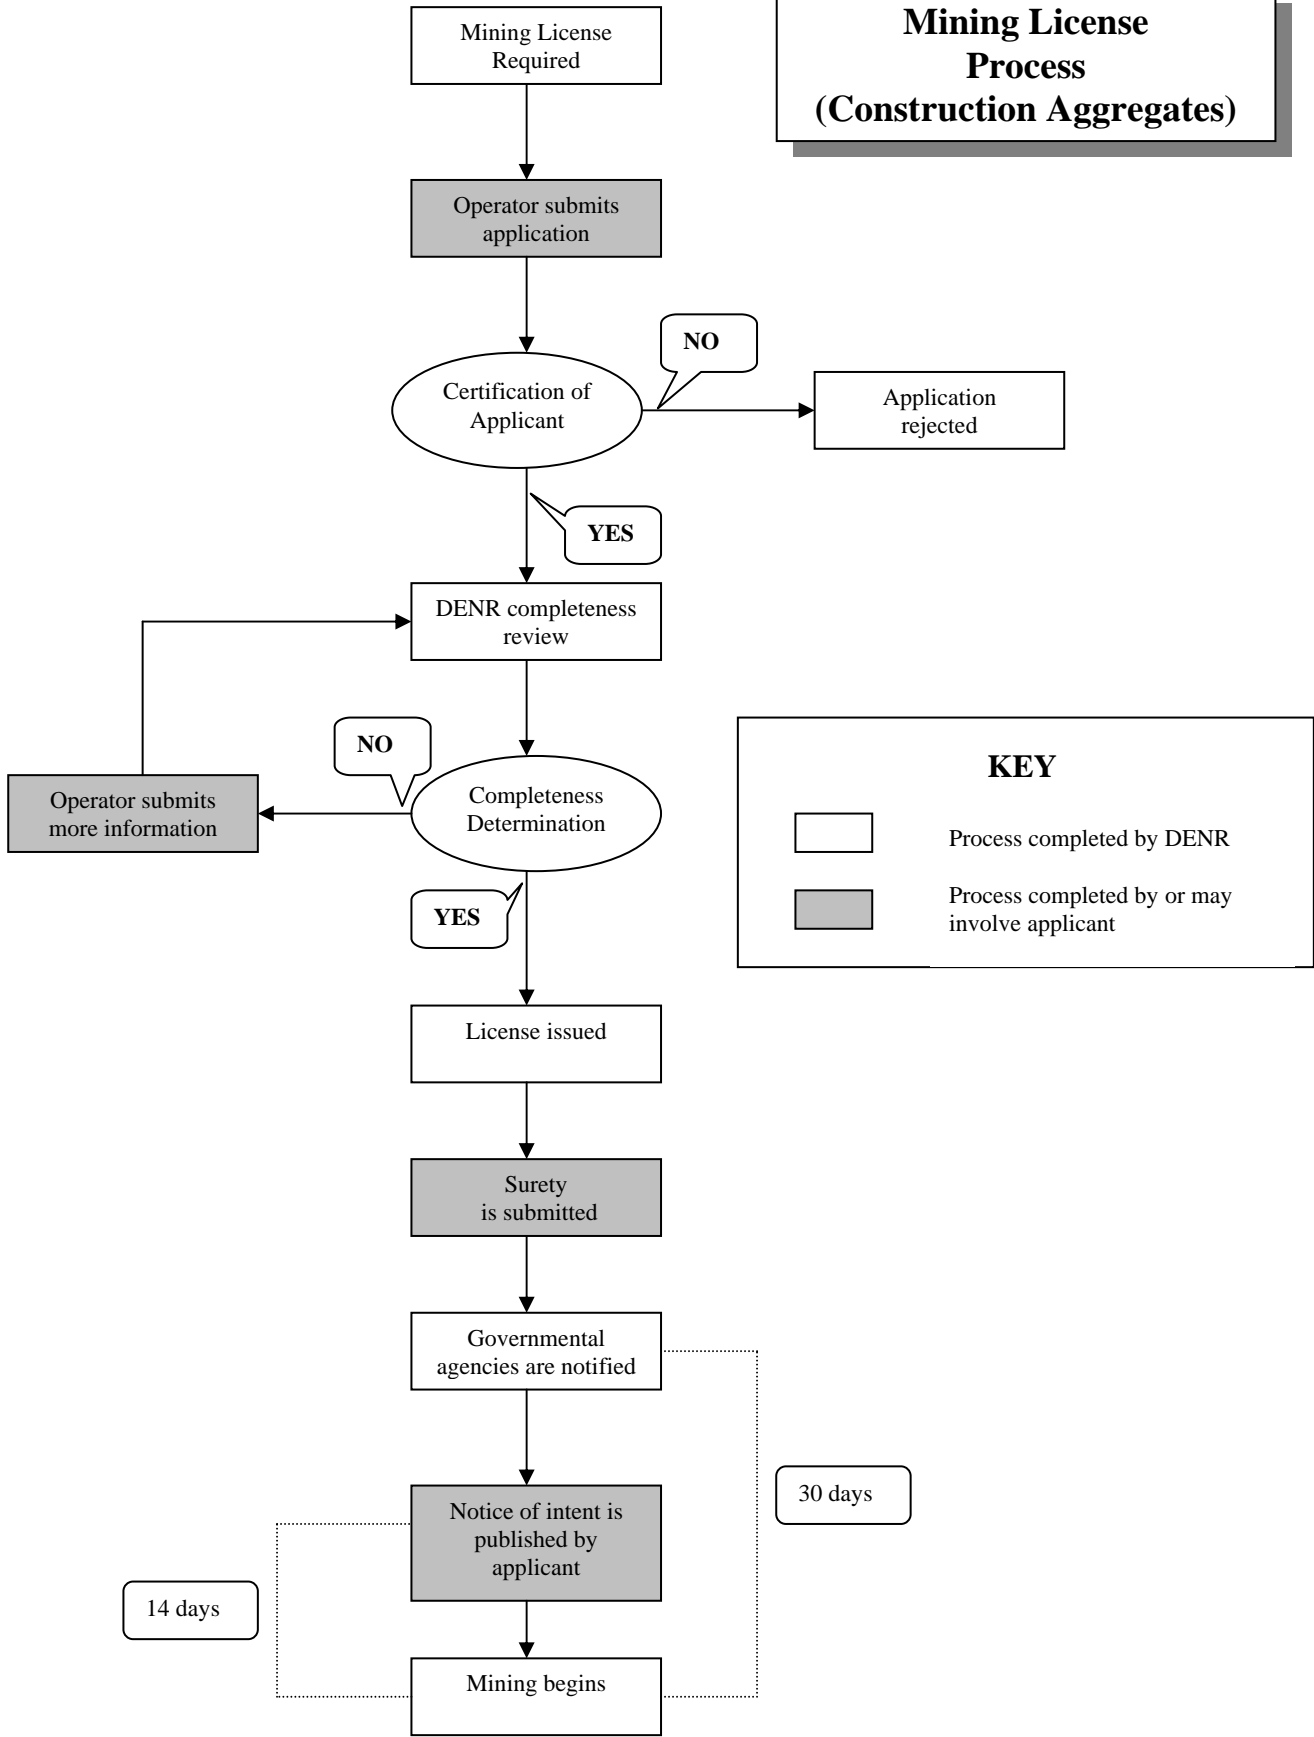 Mining License
Process
(Construction Aggregates)
Mining License
Required
Operator submits
application
Certification of
Applicant
NO
Application
rejected
YES
DENR completeness
review
NO
Completeness
Determination
Operator submits
more information
YES
KEY
Process completed by DENR
Process completed by or may
involve applicant
License issued
Surety
is submitted
Governmental
agencies are notified
30 days
Notice of intent is
published by
applicant
14 days
Mining begins